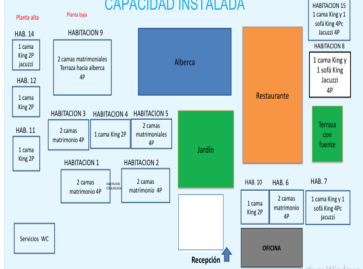 CAPACIDAD INSTALADA
Planta alta
Planta baja
HAB. 14
1 cama
King 2P
jacuzzi
HAB. 12
1 cama
King 2P
HAB. 11
1 cama
King 2P
HABITACION 9
2 camas matrimoniales
Terraza hacia alberca
4P
Alberca
Restaurante
HABITACION 15
1 cama King y 1
sofá King 4Pc
Jacuzzi 4P
HABITACION 8
1 cama King y
1 sofá King
Jacuzzi
4P
Terraza
con
fuente
HABITACION 3
2 camas
matrimonio 4P
HABITACION 4
1 cama King 2P
HABITACION 5
2 camas
matrimoniales
4P
Jardín
HABITACION 1
2 camas
matrimonio 4P
HABITACION 2
2 camas
matrimonio
4P
HAB. 10
1 cama
King 2P
HAB. 6
2 camas
matrimonio
4P
HAB. 7
1 cama King y 1
sofá King 4Pc
Jacuzzi
Servicios WC
Recepción
OFICINA